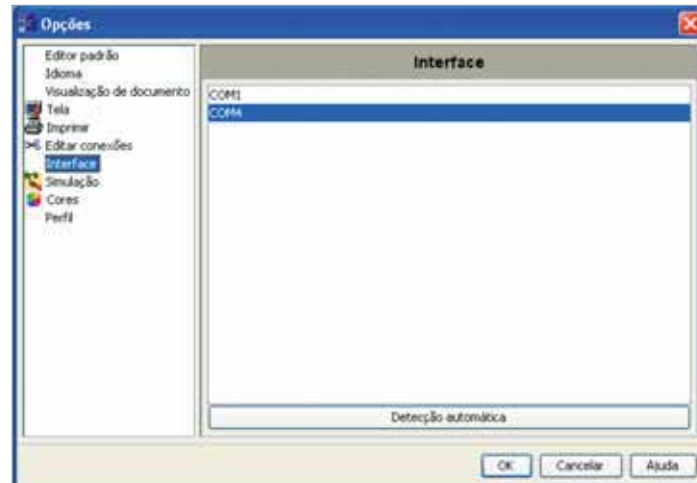 Opções
Editor padrão
Idioma
Visualização de documento
Tela
Imprimir
Editar conexões
Interface
Simulação
Cores
Perfil
Interface
COM1
COM4
Detecção automática
OK
Cancelar
Ajuda